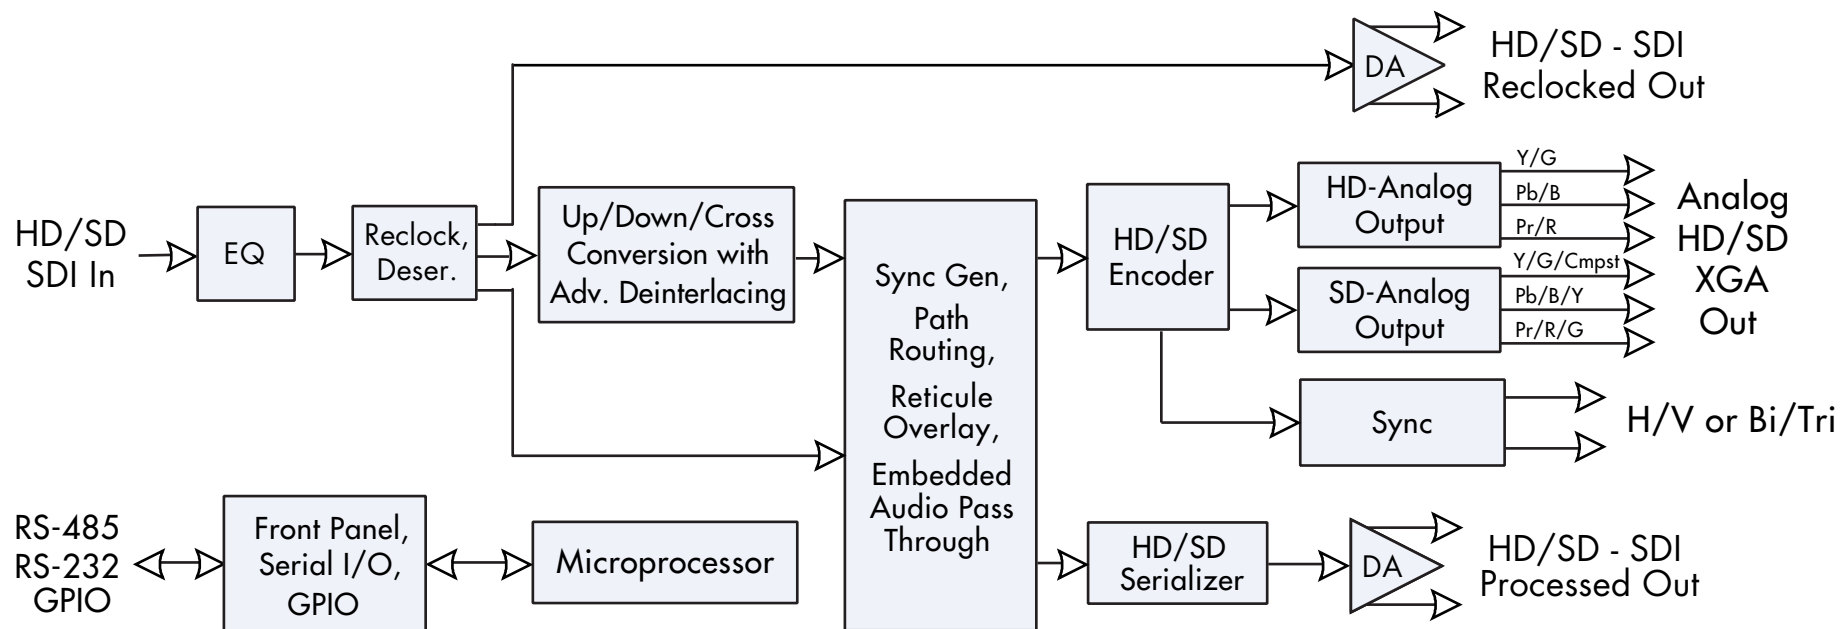 DA
HD/SD - SDI
Reclocked Out
HD/SD
SDI In
EQ
Reclock,
Deser.
Up/Down/Cross
Conversion with
Adv. Deinterlacing
Sync Gen,
Path
Routing,
Reticule
Overlay,
Embedded
Audio Pass
Through
HD/SD
Encoder
HD-Analog
Output
Y/G
Pb/B
Pr/R
SD-Analog
Output
Y/G/Cmpst
Pb/B/Y
Pr/R/G
Analog
HD/SD
XGA
Out
Sync
H/V or Bi/Tri
RS-485
RS-232
GPIO
Front Panel,
Serial I/O,
GPIO
Microprocessor
HD/SD
Serializer
DA
HD/SD - SDI
Processed Out